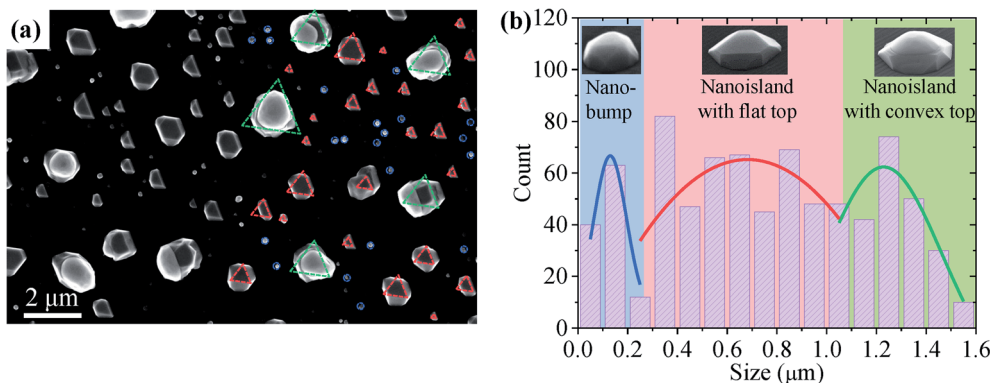 (a)
2 μm
(b)
120
100
80
60
40
20
0
Count
Nano-
bump
Nanoisland
with flat top
Nanoisland
with convex top
0.0 0.2 0.4 0.6 0.8 1.0 1.2 1.4 1.6
Size (μm)